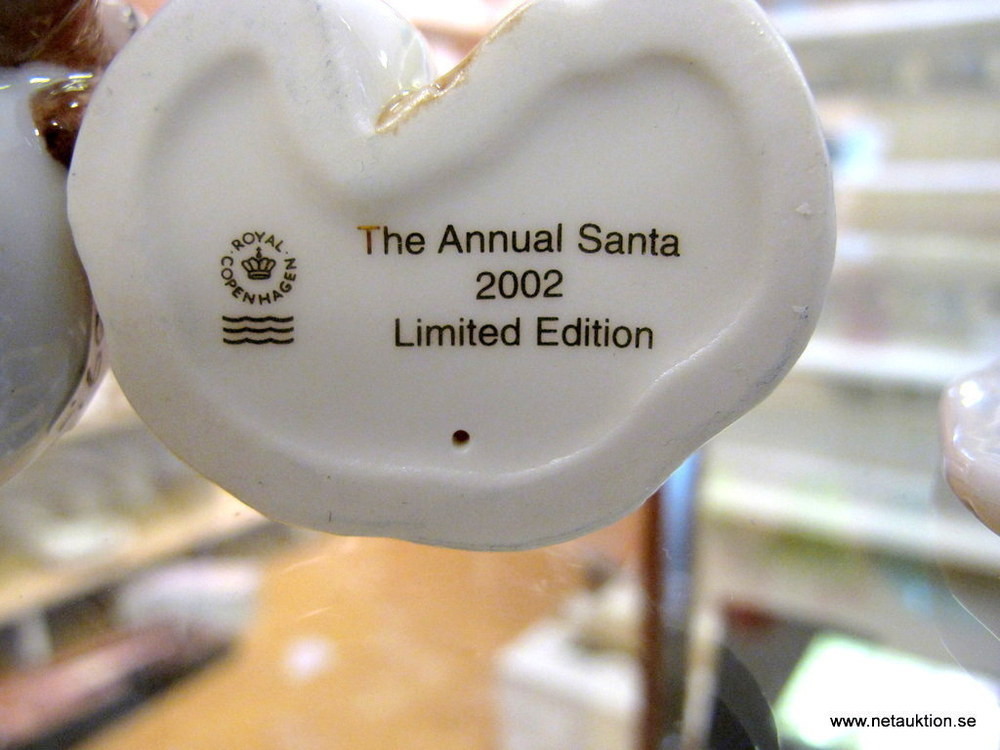 ROYAL
COPENHAGEN
The Annual Santa
2002
Limited Edition
www.netauktion.se